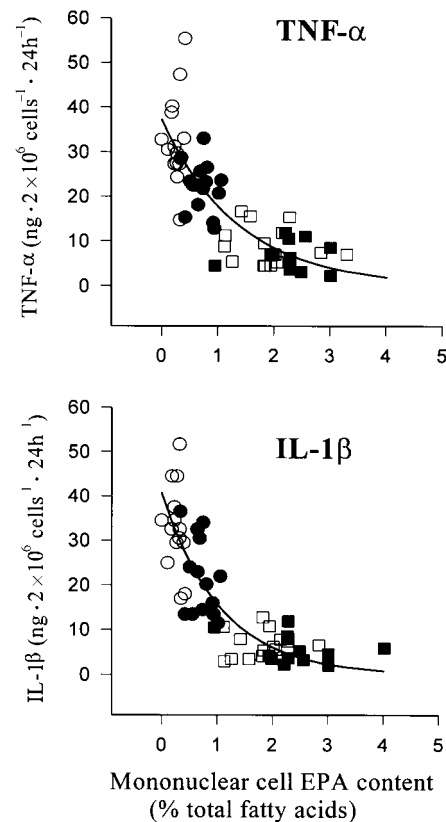 TNF-α
60
50
40
30
20
10
0
TNF-α (ng · 2×10⁶ cells⁻¹ · 24h⁻¹)
0 1 2 3 4 5
IL-1β
60
50
40
30
20
10
0
IL-1β (ng · 2×10⁶ cells⁻¹ · 24h⁻¹)
0 1 2 3 4 5
Mononuclear cell EPA content
(% total fatty acids)